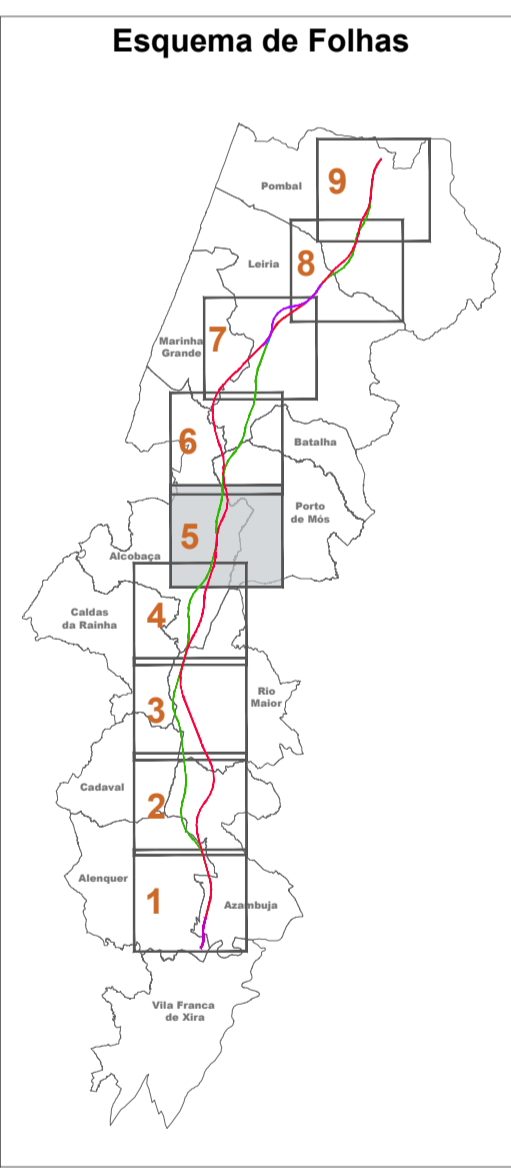 Esquema de Folhas
9
Pombal
8
Leiria
7
Marinha
Grande
6
Batalha
5
Porto
de Mós
Alcobaça
4
Caldas
da Rainha
3
Rio
Maior
2
Cadaval
1
Alenquer
Azambuja
Vila Franca
de Xira